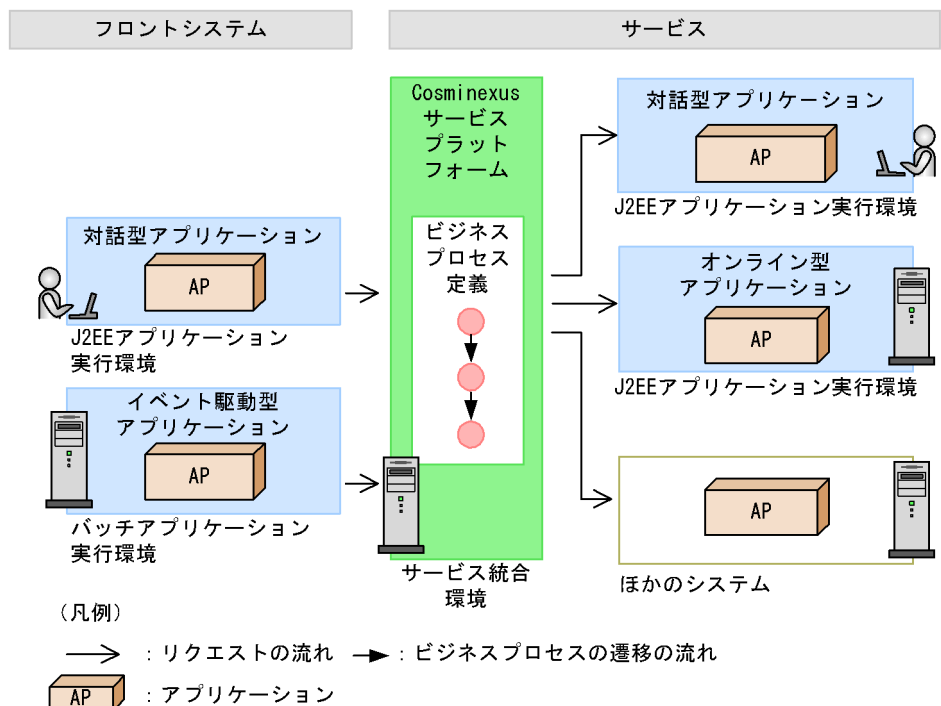 フロントシステム
サービス
対話型アプリケーション
AP
J2EEアプリケーション
実行環境
イベント駆動型
アプリケーション
AP
バッチアプリケーション
実行環境
Cosminexus
サービス
プラット
フォーム
ビジネス
プロセス
定義
サービス統合
環境
対話型アプリケーション
AP
J2EEアプリケーション実行環境
オンライン型
アプリケーション
AP
J2EEアプリケーション実行環境
AP
ほかのシステム
(凡例)
:リクエストの流れ
:ビジネスプロセスの遷移の流れ
AP
:アプリケーション